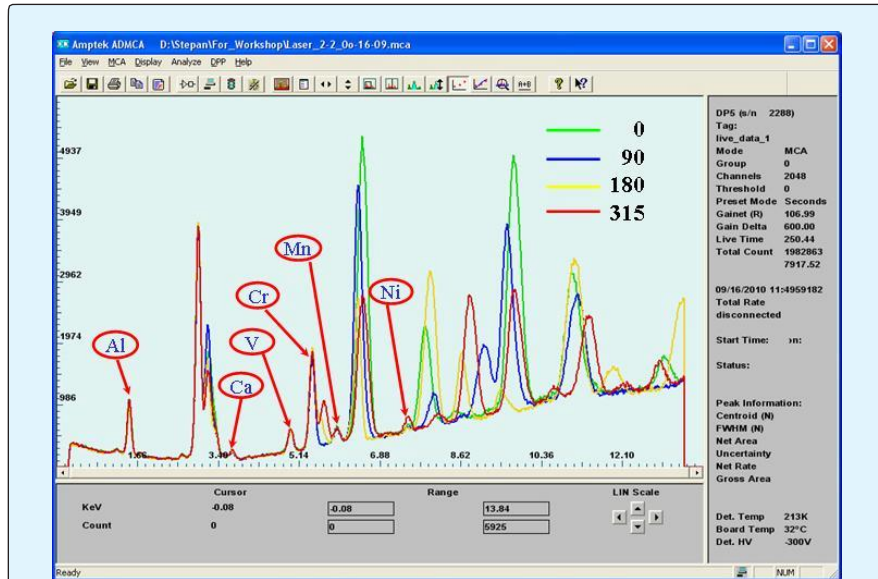 Amptek ADMCA D:\Stepan\For_Workshop\Laser_2-2_0o-16-09.mca
File View MCA Display Analyze DPP Help
4937
3949
2962
1974
986
0
90
180
315
Al
Ca
V
Cr
Mn
Ni
1.66 3.40 5.14 6.88 8.62 10.36 12.10
DP5 (s/n 2288)
Tag:
live_data_1
Mode MCA
Group 0
Channels 2048
Threshold 0
Preset Mode Seconds
Gainet (R) 106.99
Gain Delta 600.00
Live Time 250.44
Total Count 1982863
7917.52
09/16/2010 11:4959182
Total Rate
disconnected
Start Time: on:
Status:
Peak Information:
Centroid (N)
FWHM (N)
Net Area
Uncertainty
Net Rate
Gross Area
Det. Temp 213K
Board Temp 32°C
Det. HV -300V
Cursor Range LIN Scale
KeV -0.08 -0.08 13.84
Count 0 0 5925
Ready NUM